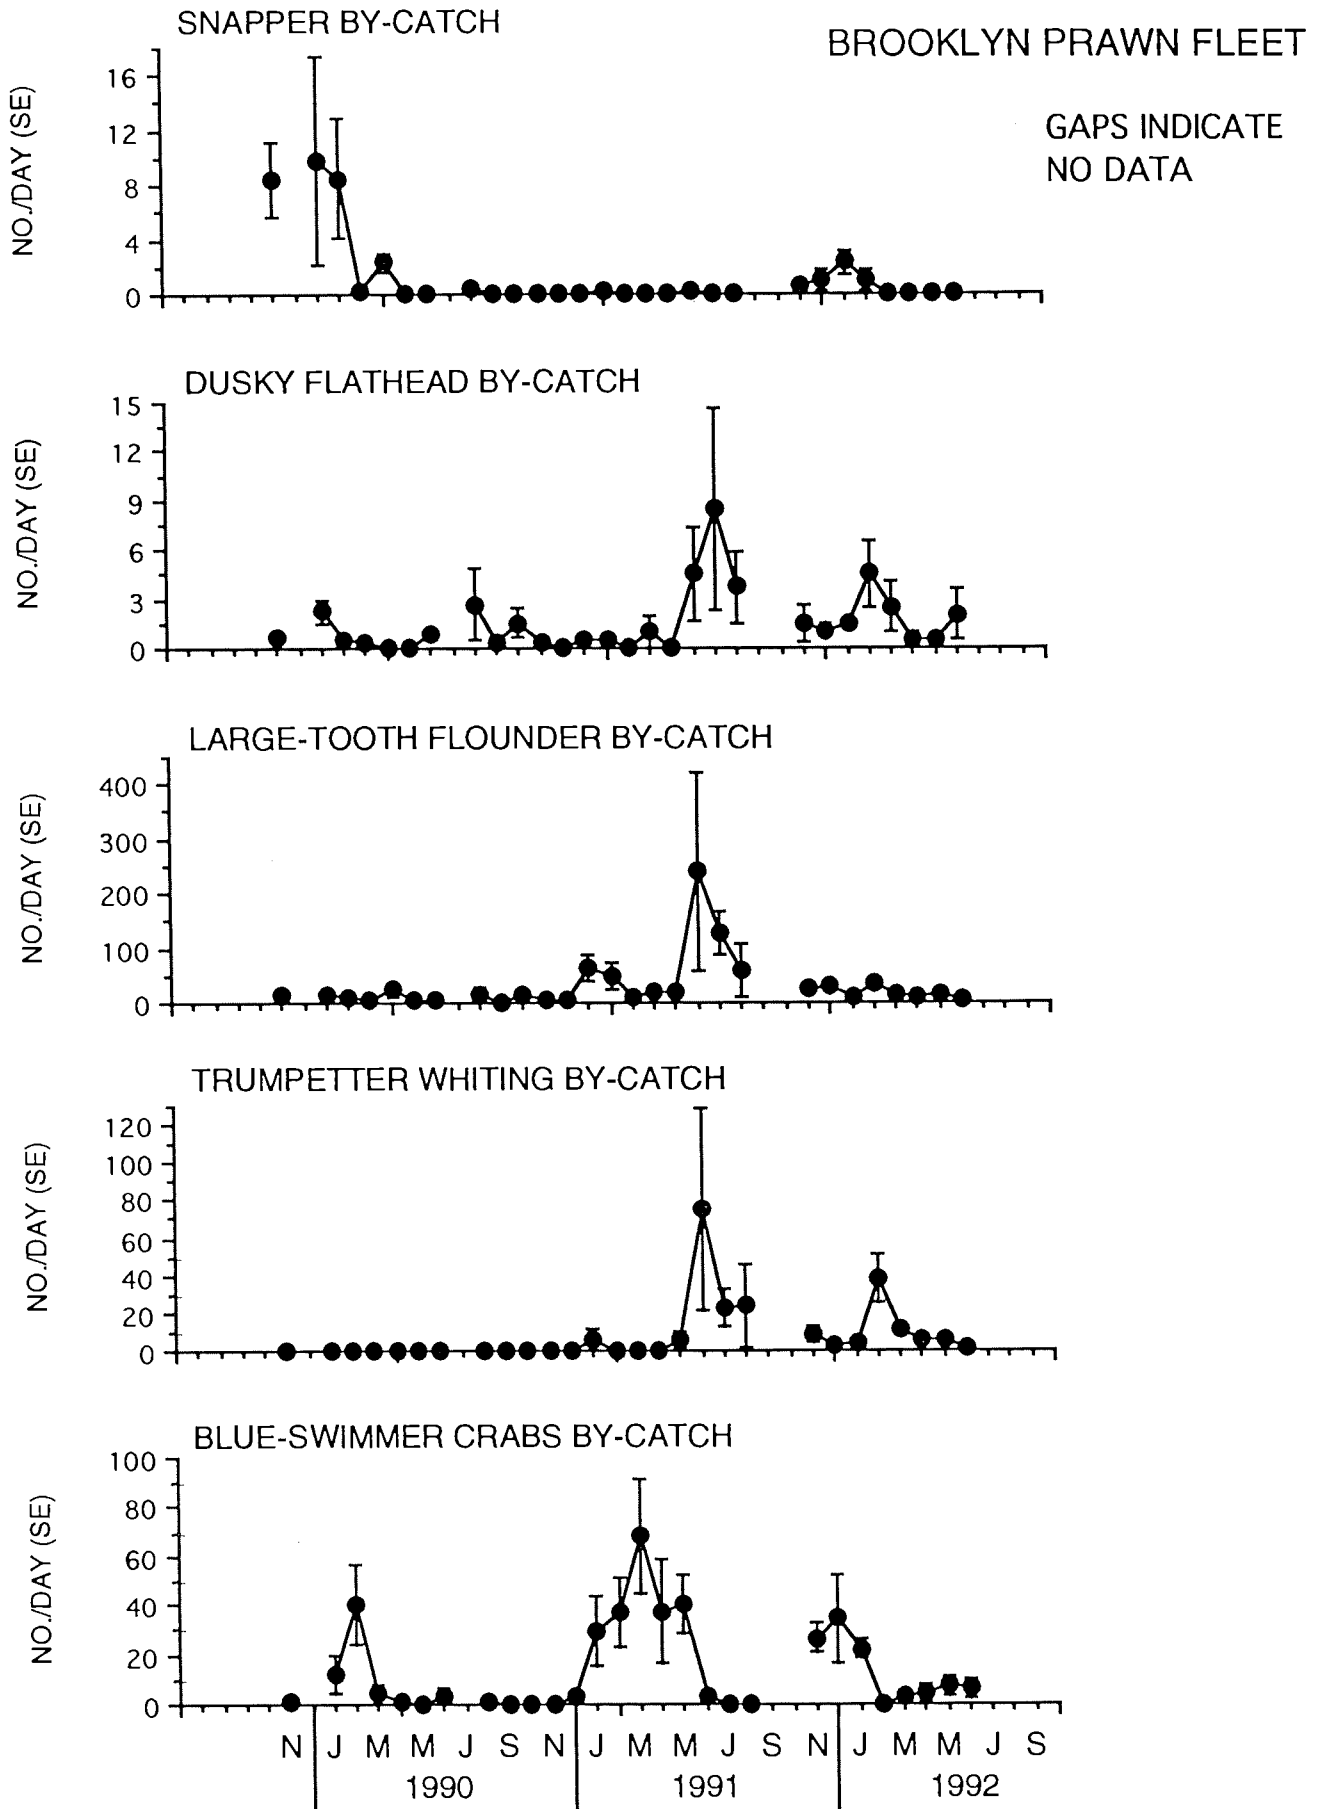 SNAPPER BY-CATCH
BROOKLYN PRAWN FLEET
GAPS INDICATE
NO DATA
NO./DAY (SE)
16
12
8
4
0
DUSKY FLATHEAD BY-CATCH
NO./DAY (SE)
15
12
9
6
3
0
LARGE-TOOTH FLOUNDER BY-CATCH
NO./DAY (SE)
400
300
200
100
0
TRUMPETTER WHITING BY-CATCH
NO./DAY (SE)
120
100
80
60
40
20
0
BLUE-SWIMMER CRABS BY-CATCH
NO./DAY (SE)
100
80
60
40
20
0
N J M M J S N J M M J S N J M M J S
1990 1991 1992